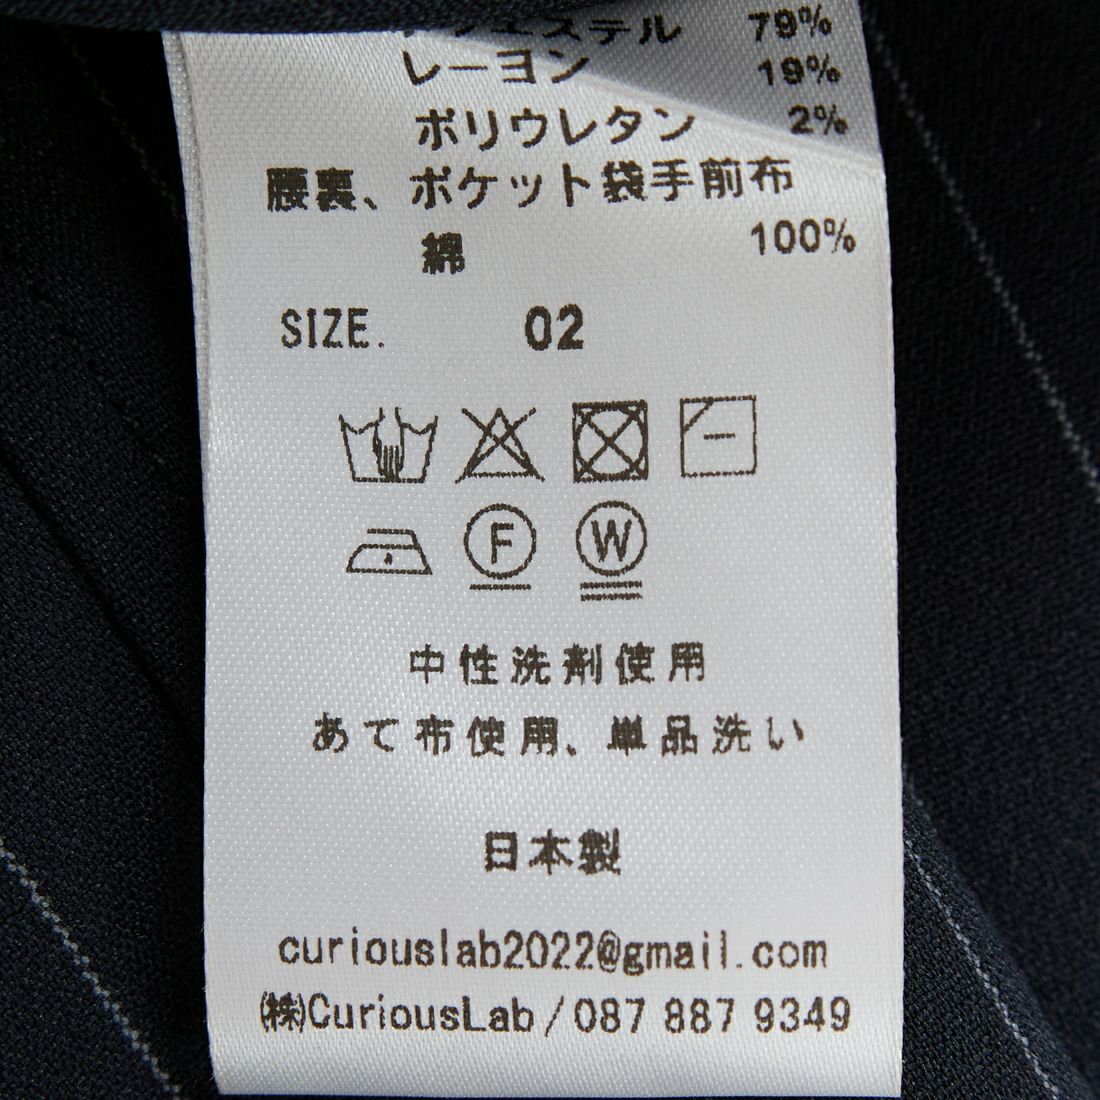 エステル 79%
レーヨン 19%
ポリウレタン 2%
腰裏、ポケット袋手前布
綿 100%
SIZE. 02
F W
中性洗剤使用
あて布使用、単品洗い
日本製
curiouslab2022@gmail.com
㈱CuriousLab/087 887 9349